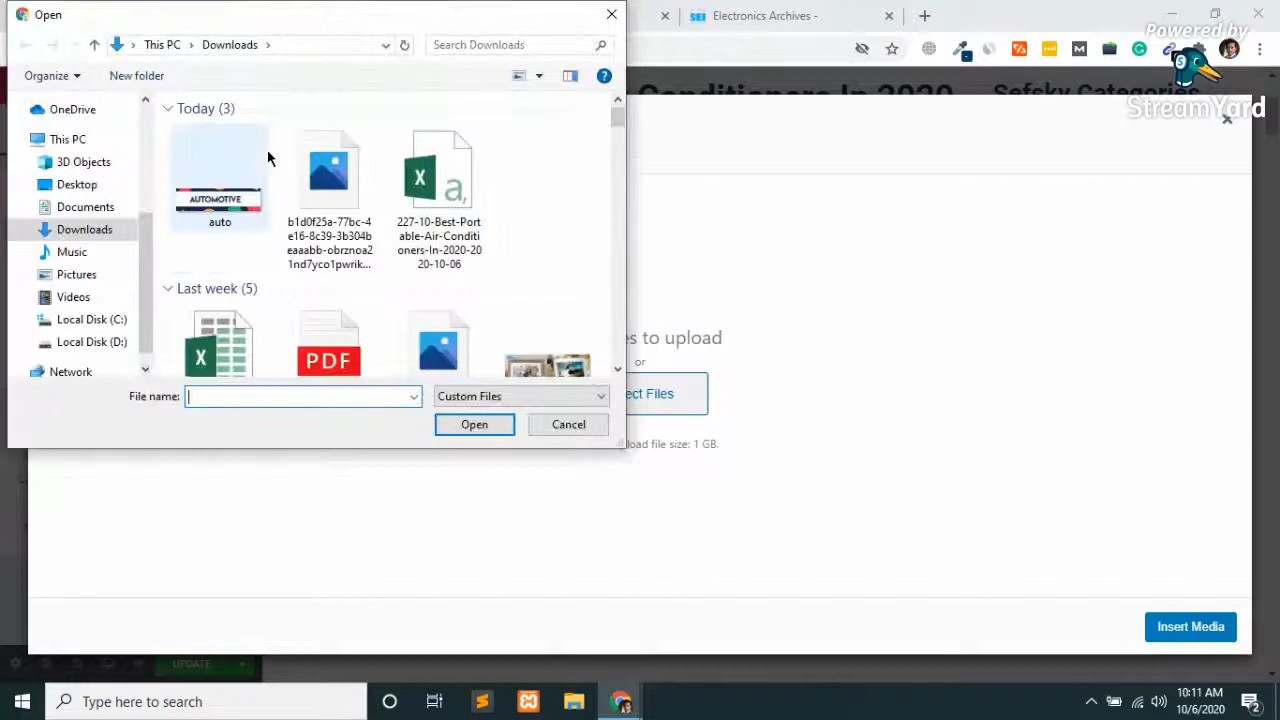 Open
Electronics Archives -
Powered by
StreamYard
This PC
Downloads
Search Downloads
Organize
New folder
Conditioners In 2020
Sefsky Categories
OneDrive
This PC
3D Objects
Desktop
Documents
Downloads
Music
Pictures
Videos
Local Disk (C:)
Local Disk (D:)
Network
Today (3)
AUTOMOTIVE
auto
b1d0f25a-77bc-4
e16-8c39-3b304b
eaaabb-obrznoa2
1nd7yco1pwrik...
X
a,
227-10-Best-Port
able-Air-Conditi
oners-In-2020-20
20-10-06
Last week (5)
X
PDF
File name:
Custom Files
Open
Cancel
es to upload
or
ect Files
load file size: 1 GB.
Insert Media
UPDATE
Type here to search
10:11 AM
10/6/2020
2